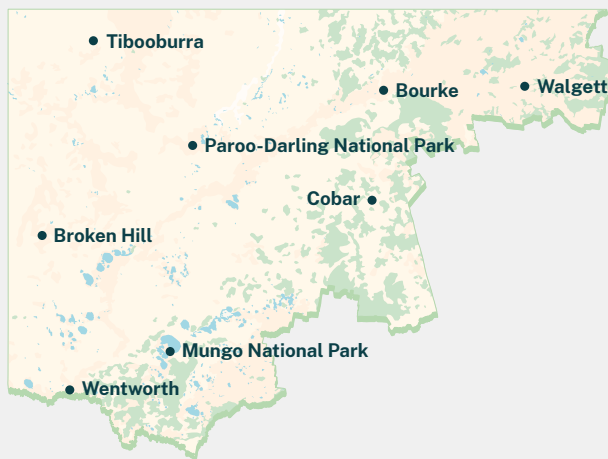 Tibooburra
Bourke
Walgett
Paroo-Darling National Park
Cobar
Broken Hill
Mungo National Park
Wentworth